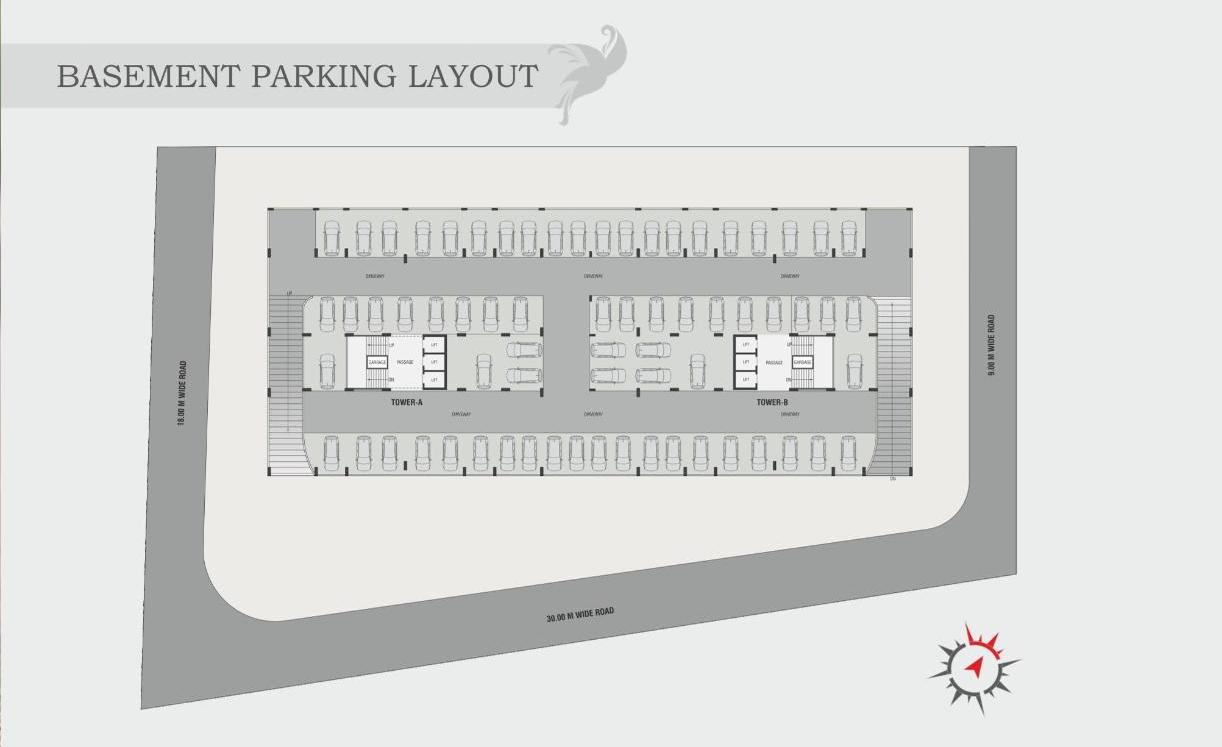 BASEMENT PARKING LAYOUT
DRIVEWAY
DRIVEWAY
DRIVEWAY
UP
UP
GARBAGE
PASSAGE
DN
LIFT
LIFT
LIFT
LIFT
LIFT
LIFT
PASSAGE
UP
GARBAGE
DN
TOWER-A
TOWER-B
DRIVEWAY
DRIVEWAY
DRIVEWAY
DN
18.00 M WIDE ROAD
9.00 M WIDE ROAD
30.00 M WIDE ROAD